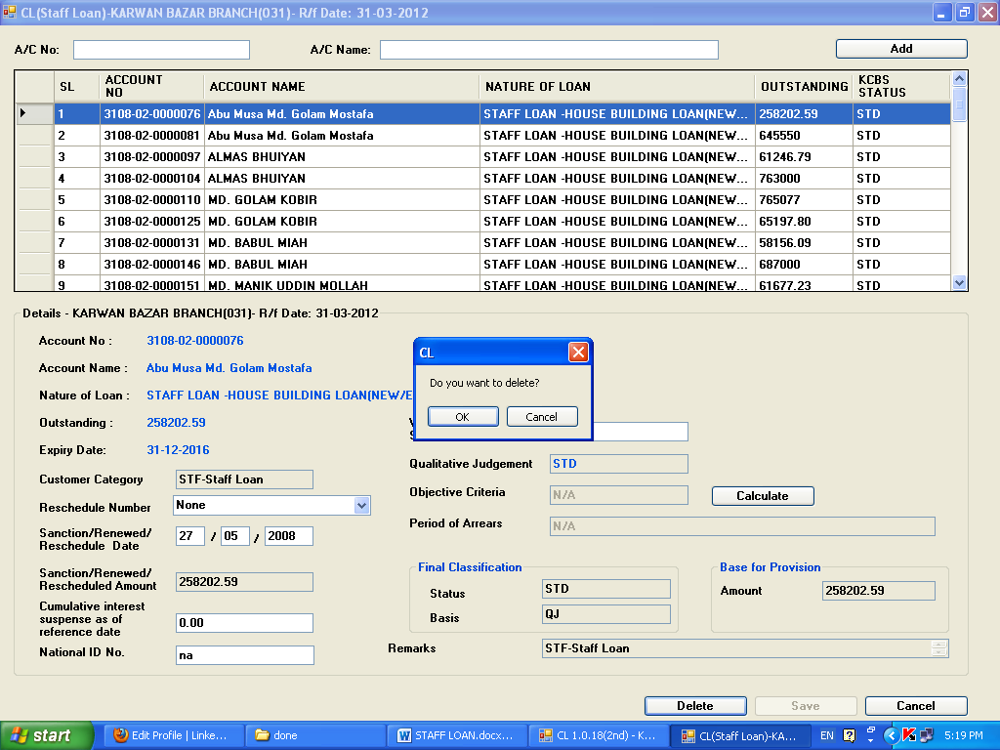 CL(Staff Loan)-KARWAN BAZAR BRANCH(031)- R/f Date: 31-03-2012
A/C No: A/C Name: Add
SL ACCOUNT NO ACCOUNT NAME NATURE OF LOAN OUTSTANDING KCBS STATUS
1 3108-02-0000076 Abu Musa Md. Golam Mostafa STAFF LOAN -HOUSE BUILDING LOAN(NEW... 258202.59 STD
2 3108-02-0000081 Abu Musa Md. Golam Mostafa STAFF LOAN -HOUSE BUILDING LOAN(NEW... 645550 STD
3 3108-02-0000097 ALMAS BHUIYAN STAFF LOAN -HOUSE BUILDING LOAN(NEW... 61246.79 STD
4 3108-02-0000104 ALMAS BHUIYAN STAFF LOAN -HOUSE BUILDING LOAN(NEW... 763000 STD
5 3108-02-0000110 MD. GOLAM KOBIR STAFF LOAN -HOUSE BUILDING LOAN(NEW... 765077 STD
6 3108-02-0000125 MD. GOLAM KOBIR STAFF LOAN -HOUSE BUILDING LOAN(NEW... 65197.80 STD
7 3108-02-0000131 MD. BABUL MIAH STAFF LOAN -HOUSE BUILDING LOAN(NEW... 58156.09 STD
8 3108-02-0000146 MD. BABUL MIAH STAFF LOAN -HOUSE BUILDING LOAN(NEW... 687000 STD
9 3108-02-0000151 MD. MANIK UDDIN MOLLAH STAFF LOAN -HOUSE BUILDING LOAN(NEW... 61677.23 STD
Details - KARWAN BAZAR BRANCH(031)- R/f Date: 31-03-2012
Account No : 3108-02-0000076
Account Name : Abu Musa Md. Golam Mostafa
Nature of Loan : STAFF LOAN -HOUSE BUILDING LOAN(NEW/E
Outstanding : 258202.59
Expiry Date: 31-12-2016
Customer Category STF-Staff Loan
Reschedule Number None
Sanction/Renewed/
Reschedule Date 27 / 05 / 2008
Sanction/Renewed/
Rescheduled Amount 258202.59
Cumulative interest
suspense as of
reference date 0.00
National ID No. na
CL
Do you want to delete?
OK Cancel
Qualitative Judgement STD
Objective Criteria N/A Calculate
Period of Arrears N/A
Final Classification
Status STD
Basis QJ
Base for Provision
Amount 258202.59
Remarks STF-Staff Loan
Delete Save Cancel
start Edit Profile | Linke... done STAFF LOAN.docx... CL 1.0.18(2nd) - K... CL(Staff Loan)-KA... EN 5:19 PM